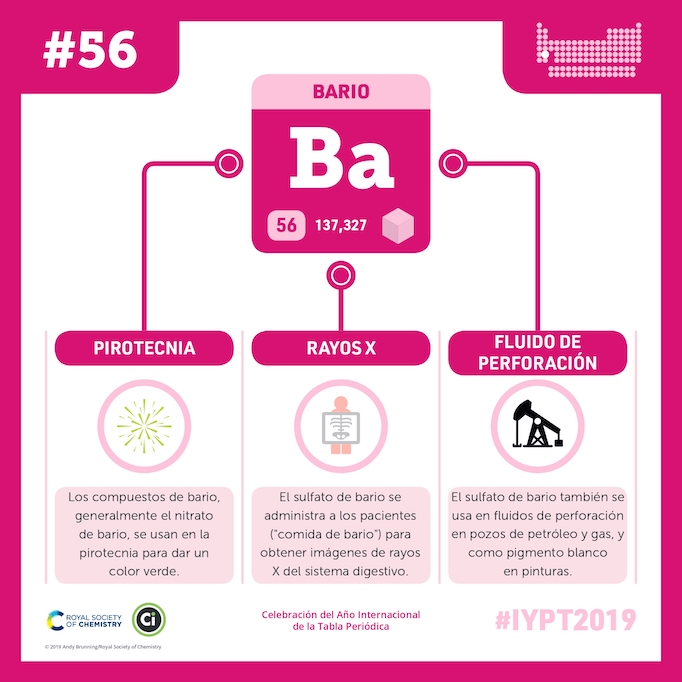 #56
BARIO
Ba
56 137,327
PIROTECNIA
RAYOS X
FLUIDO DE
PERFORACIÓN
Los compuestos de bario,
generalmente el nitrato
de bario, se usan en la
pirotecnia para dar un
color verde.
El sulfato de bario se
administra a los pacientes
("comida de bario") para
obtener imágenes de rayos
X del sistema digestivo.
El sulfato de bario también se
usa en fluidos de perforación
en pozos de petróleo y gas, y
como pigmento blanco
en pinturas.
ROYAL SOCIETY
OF CHEMISTRY
Ci
Celebración del Año Internacional
de la Tabla Periódica
#IYPT2019
© 2019 Andy Brunning/Royal Society of Chemistry